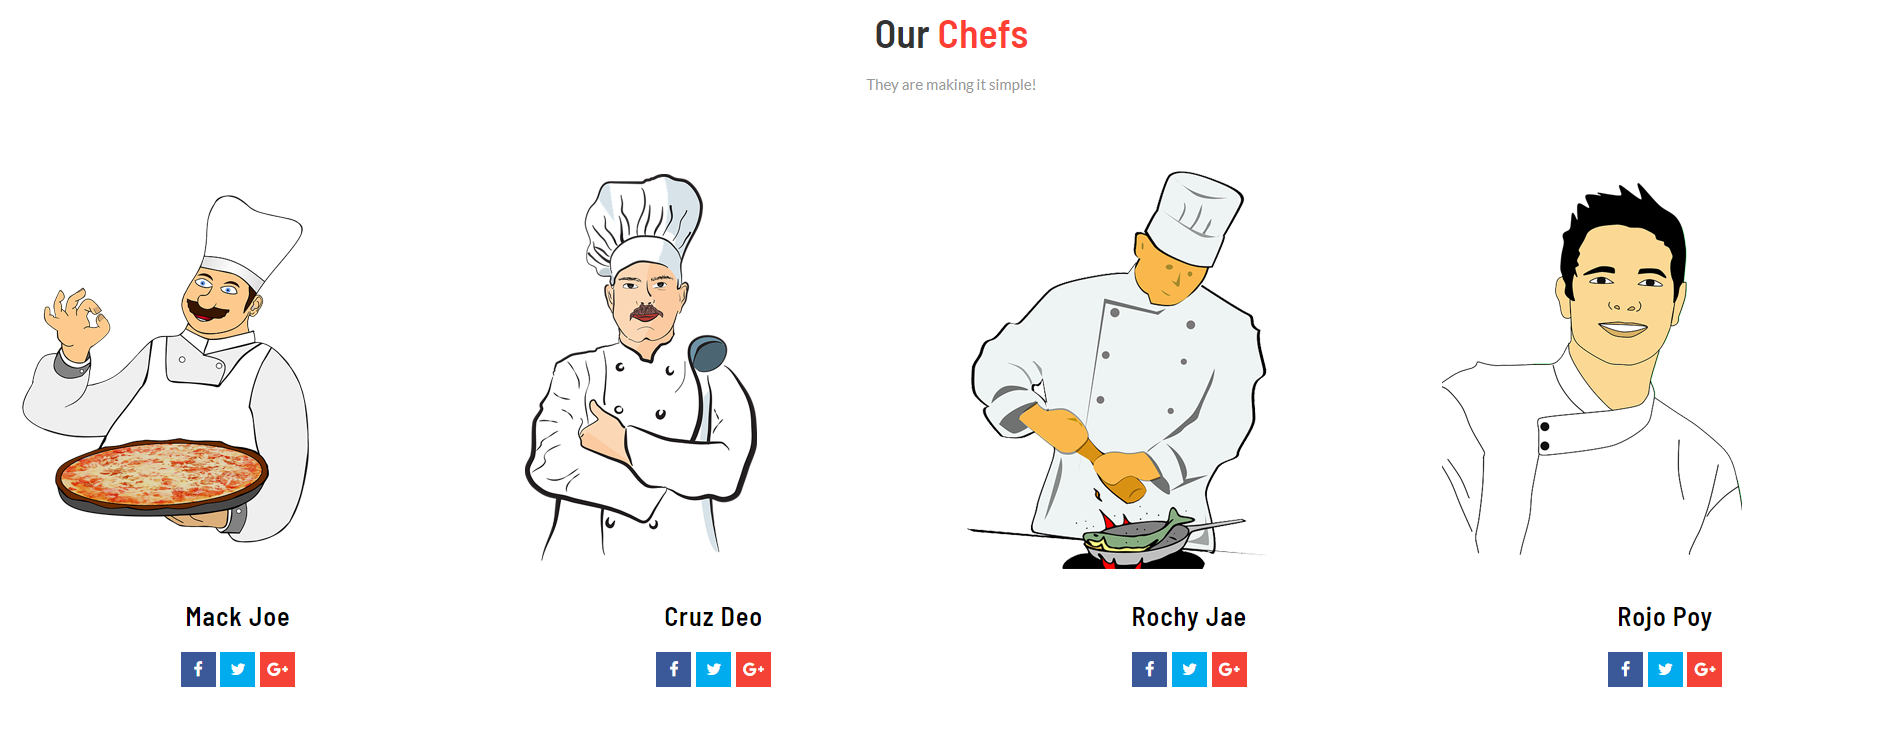 Our Chefs
They are making it simple!
Mack Joe
Cruz Deo
Rochy Jae
Rojo Poy
f G+
f G+
f G+
f G+